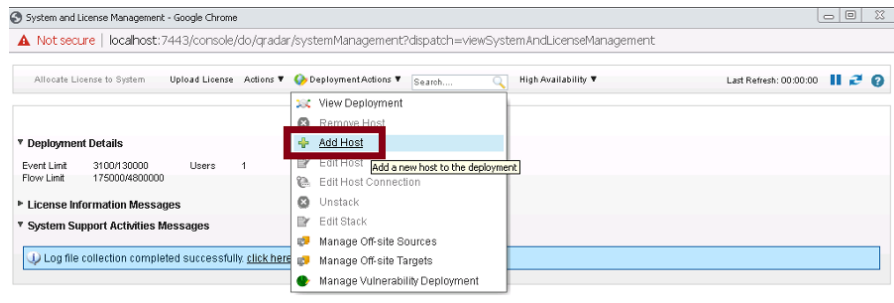 System and License Management - Google Chrome
Not secure | localhost:7443/console/do/qradar/systemManagement?dispatch=viewSystemAndLicenseManagement
Allocate License to System Upload License Actions ▼ Deployment Actions ▼ Search.... High Availability ▼ Last Refresh: 00:00:00
View Deployment
Remove Host
Add Host
Edit Host
Add a new host to the deployment
Edit Host Connection
Unstack
Edit Stack
Manage Off-site Sources
Manage Off-site Targets
Manage Vulnerability Deployment
Deployment Details
Event Limit 3100/130000 Users 1
Flow Limit 175000/4800000
License Information Messages
System Support Activities Messages
Log file collection completed successfully. click here